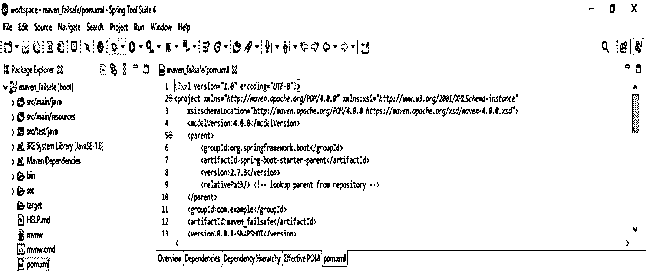 workspace - maven_failsafe/pom.xml - Spring Tool Suite 4
File Edit Source Navigate Search Project Run Window Help
Package Explorer
maven_failsafe/pom.xml
maven_failsafe [boot]
src/main/java
src/main/resources
src/test/java
JRE System Library [JavaSE-1.8]
Maven Dependencies
bin
src
target
HELP.md
mvnw
mvnw.cmd
pom.xml
1 <?xml version="1.0" encoding="UTF-8"?>
2 <project xmlns="http://maven.apache.org/POM/4.0.0" xmlns:xsi="http://www.w3.org/2001/XMLSchema-instance"
3 xsi:schemaLocation="http://maven.apache.org/POM/4.0.0 https://maven.apache.org/xsd/maven-4.0.0.xsd">
4 <modelVersion>4.0.0</modelVersion>
5 <parent>
6 <groupId>org.springframework.boot</groupId>
7 <artifactId>spring-boot-starter-parent</artifactId>
8 <version>2.7.3</version>
9 <relativePath/> <!-- lookup parent from repository -->
10 </parent>
11 <groupId>com.example</groupId>
12 <artifactId>maven_failsafe</artifactId>
13 <version>0.0.1-SNAPSHOT</version>
Overview Dependencies Dependency Hierarchy Effective POM pom.xml